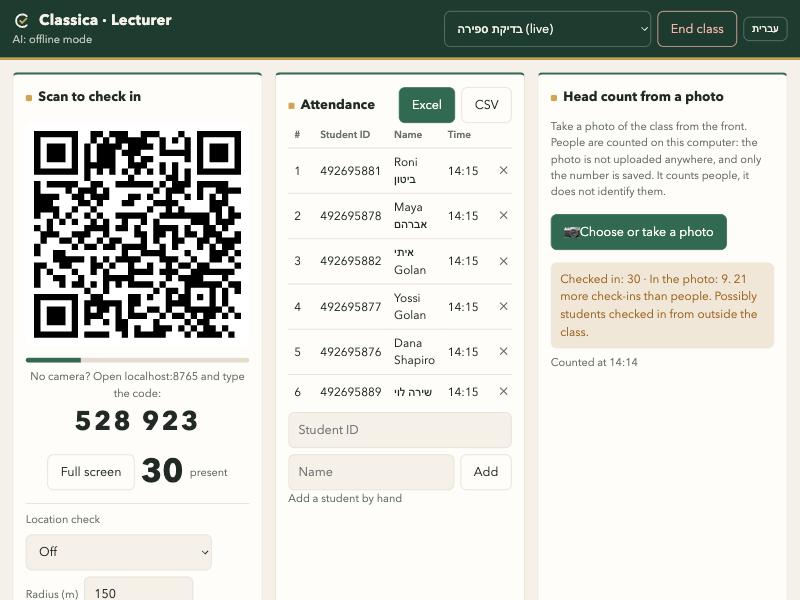 Classica · Lecturer
AI: offline mode
בדיקת ספירה (live)
End class
עברית
Scan to check in
No camera? Open localhost:8765 and type
the code:
528 923
Full screen
30 present
Location check
Off
Radius (m)
150
Attendance
Excel
CSV
# Student ID Name Time
1 492695881 Roni ביטון 14:15 ×
2 492695878 Maya אברהם 14:15 ×
3 492695882 איתי Golan 14:15 ×
4 492695877 Yossi Golan 14:15 ×
5 492695876 Dana Shapiro 14:15 ×
6 492695889 שירה לוי 14:15 ×
Student ID
Name
Add
Add a student by hand
Head count from a photo
Take a photo of the class from the front.
People are counted on this computer: the
photo is not uploaded anywhere, and only
the number is saved. It counts people, it
does not identify them.
Choose or take a photo
Checked in: 30 · In the photo: 9. 21
more check-ins than people. Possibly
students checked in from outside the
class.
Counted at 14:14